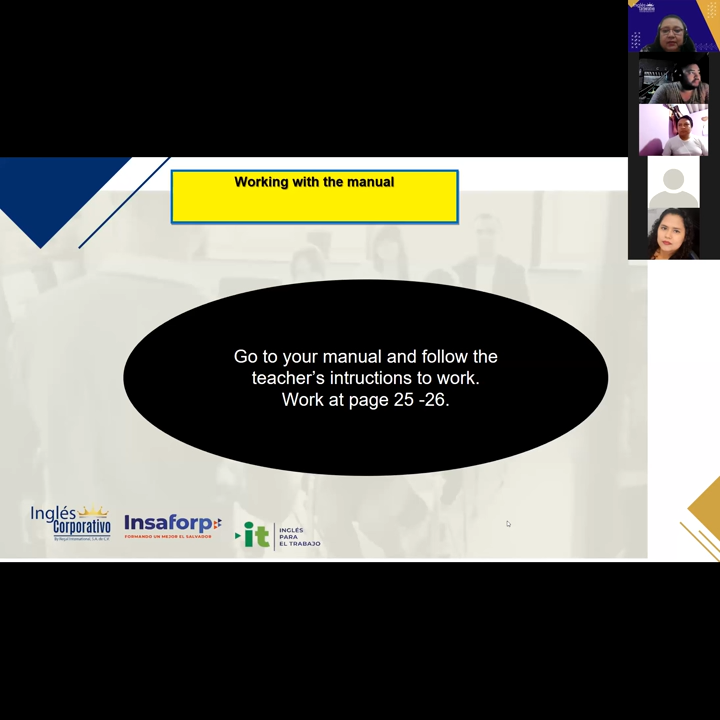 Working with the manual
Go to your manual and follow the
teacher's intructions to work.
Work at page 25 -26.
Inglés
Corporativo
Insaforp
FORMANDO UN MEJOR EL SALVADOR
it
INGLÉS
PARA
EL TRABAJO